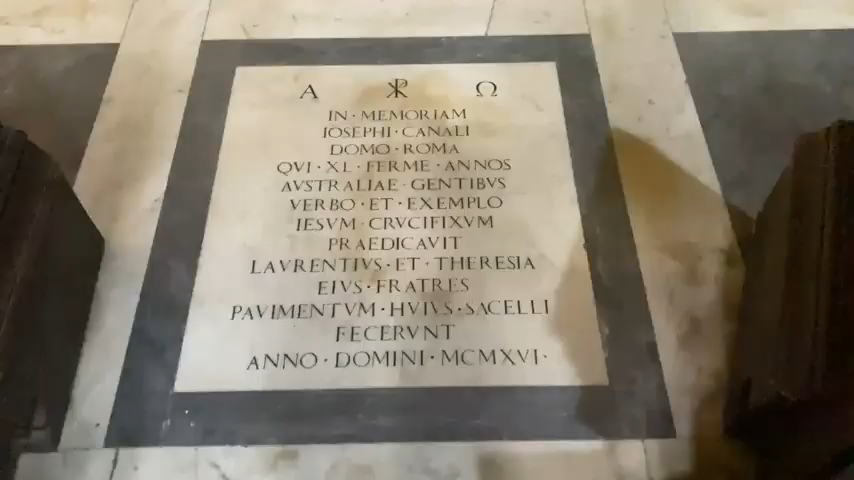 Α ☧ Ω
IN · MEMORIAM
IOSEPHI · CANALI
DOMO · ROMA
QVI · XL · FERME · ANNOS
AVSTRALIAE · GENTIBVS
VERBO · ET · EXEMPLO
IESVM · CRVCIFIXVM
PRAEDICAVIT
LAVRENTIVS · ET · THERESIA
EIVS · FRATRES
PAVIMENTVM · HVIVS · SACELLI
FECERVNT
ANNO · DOMINI · MCMXVI ·